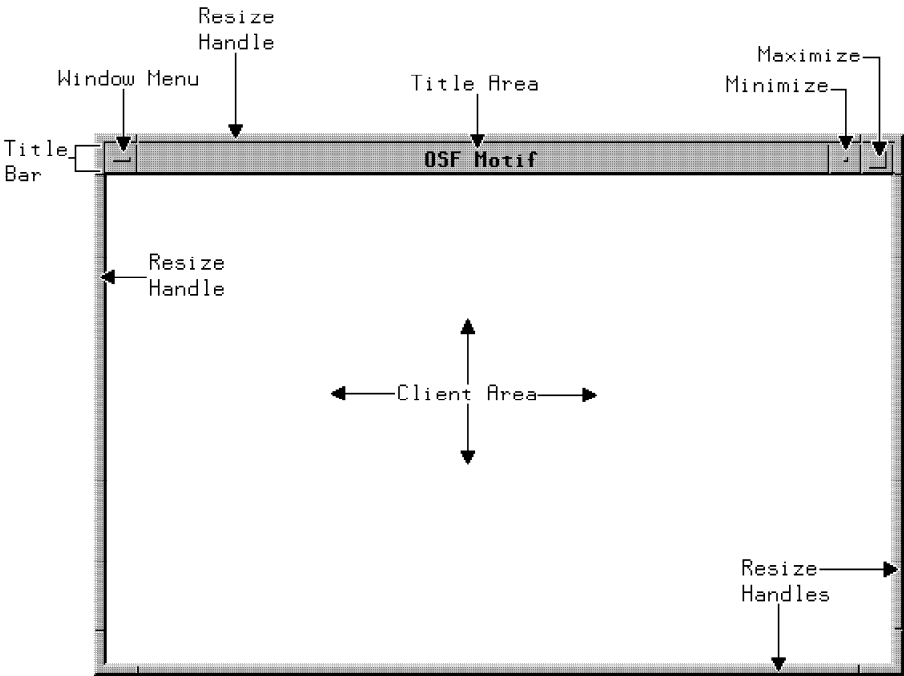 Resize
Handle
Window Menu
Title Area
Maximize
Minimize
Title
Bar
OSF Motif
Resize
Handle
Client Area
Resize
Handles